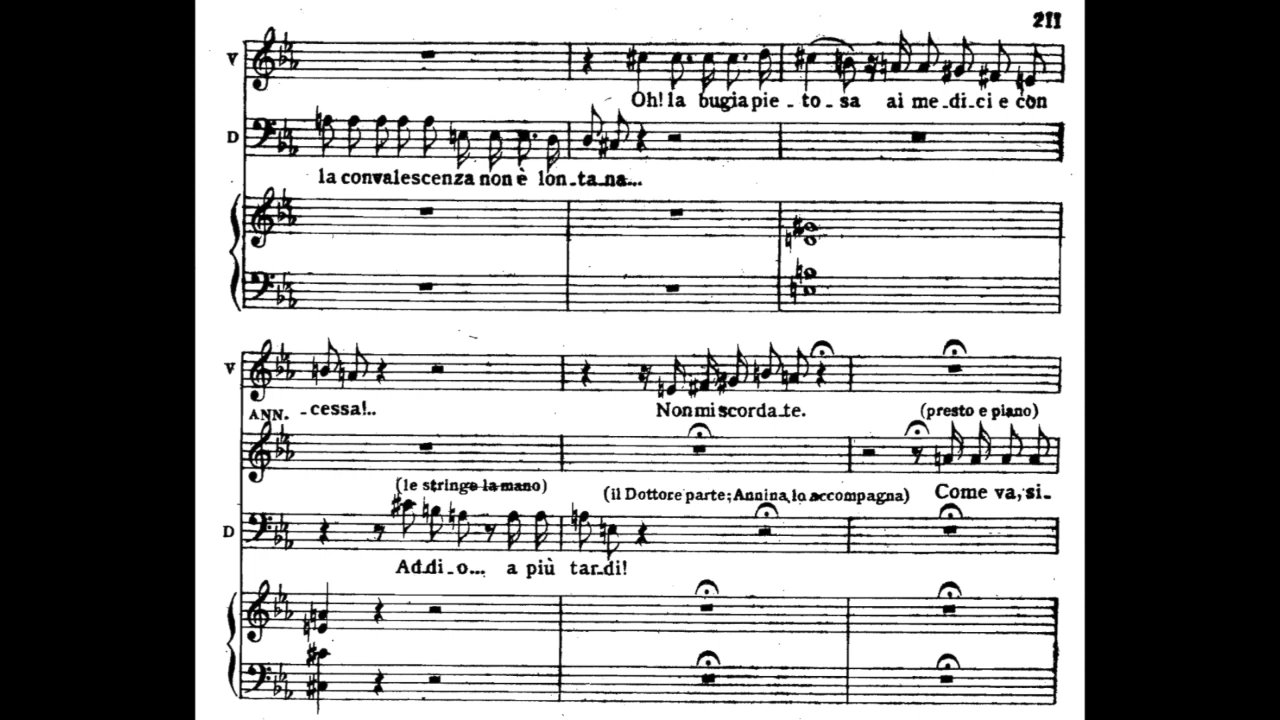 211
V
Oh! la bugia pie - to - sa ai me - di - ci e con
D
la convalescenza non è lon - ta - na...
V
ANN. - cessa!.. Non mi scorda - te. (presto e piano)
(le stringe la mano) (il Dottore parte; Annina lo accompagna) Come va, si -
D
Ad - di - o... a più tar - di!